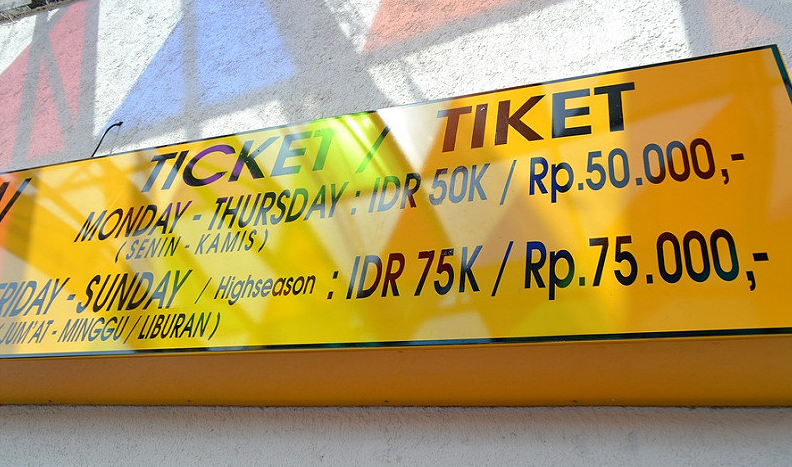 TICKET / TIKET
MONDAY - THURSDAY : IDR 50K / Rp.50.000,-
(SENIN - KAMIS)
FRIDAY - SUNDAY / Highseason : IDR 75K / Rp.75.000,-
JUM'AT - MINGGU / LIBURAN)